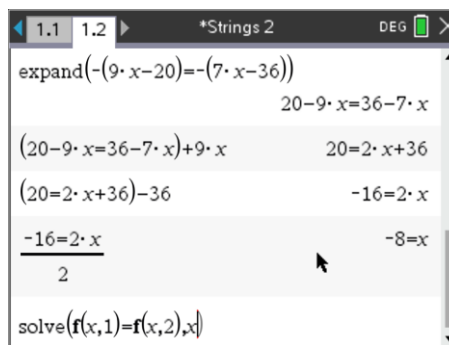 1.1 1.2 *Strings 2 DEG
expand(-(9·x-20)=-(7·x-36))
20-9·x=36-7·x
(20-9·x=36-7·x)+9·x 20=2·x+36
(20=2·x+36)-36 -16=2·x
-16=2·x -8=x
2
solve(f(x,1)=f(x,2),x)